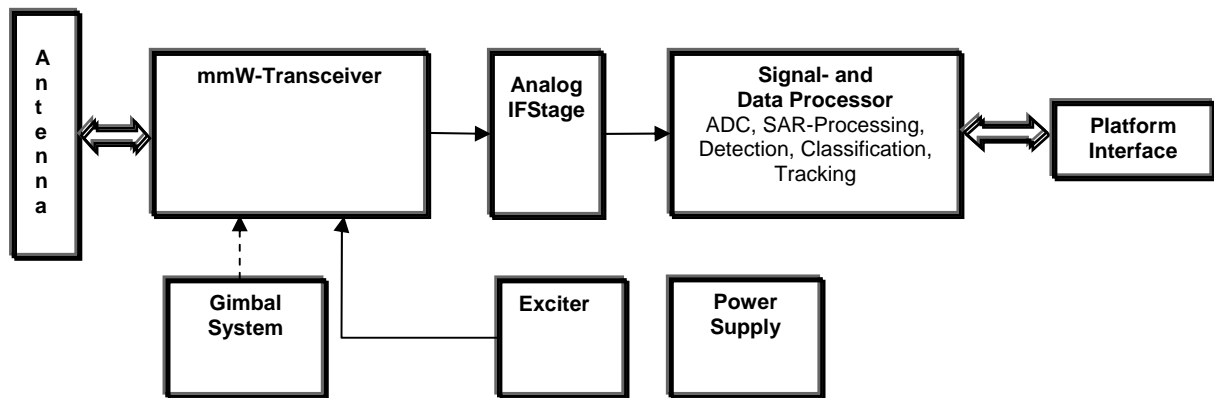 Antenna
mmW-Transceiver
Analog
IFStage
Signal- and
Data Processor
ADC, SAR-Processing,
Detection, Classification,
Tracking
Platform
Interface
Gimbal
System
Exciter
Power
Supply